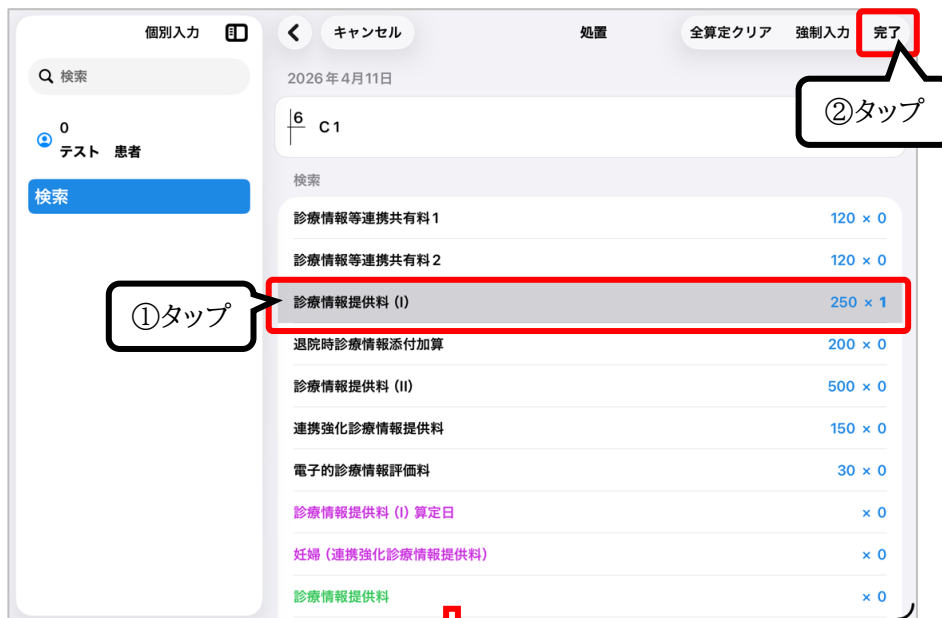 個別入力
キャンセル
処置
全算定クリア
強制入力
完了
検索
2026年4月11日
②タップ
6
C1
0
テスト 患者
検索
検索
診療情報等連携共有料1 120 × 0
診療情報等連携共有料2 120 × 0
①タップ
診療情報提供料 (I) 250 × 1
退院時診療情報添付加算 200 × 0
診療情報提供料 (II) 500 × 0
連携強化診療情報提供料 150 × 0
電子的診療情報評価料 30 × 0
診療情報提供料 (I) 算定日 × 0
妊婦 (連携強化診療情報提供料) × 0
診療情報提供料 × 0